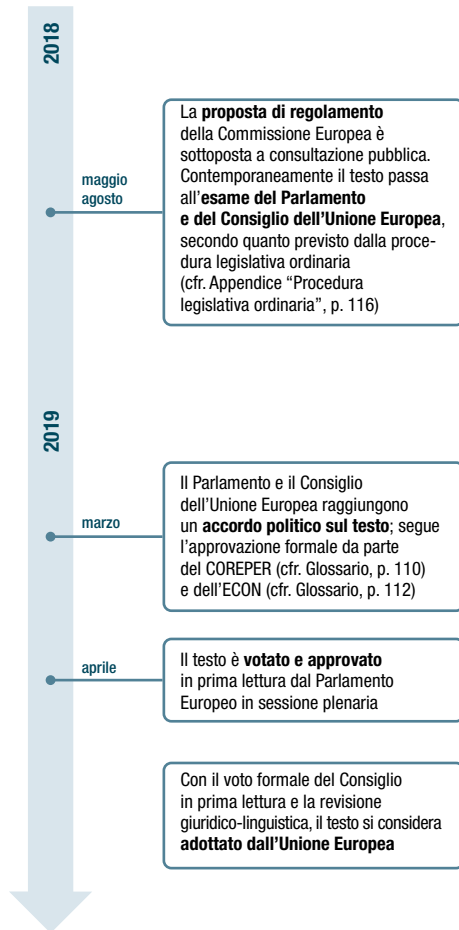 2018
maggio
agosto
La proposta di regolamento
della Commissione Europea è
sottoposta a consultazione pubblica.
Contemporaneamente il testo passa
all'esame del Parlamento
e del Consiglio dell'Unione Europea,
secondo quanto previsto dalla proce-
dura legislativa ordinaria
(cfr. Appendice “Procedura
legislativa ordinaria”, p. 116)
2019
marzo
Il Parlamento e il Consiglio
dell'Unione Europea raggiungono
un accordo politico sul testo; segue
l'approvazione formale da parte
del COREPER (cfr. Glossario, p. 110)
e dell'ECON (cfr. Glossario, p. 112)
aprile
Il testo è votato e approvato
in prima lettura dal Parlamento
Europeo in sessione plenaria
Con il voto formale del Consiglio
in prima lettura e la revisione
giuridico-linguistica, il testo si considera
adottato dall'Unione Europea